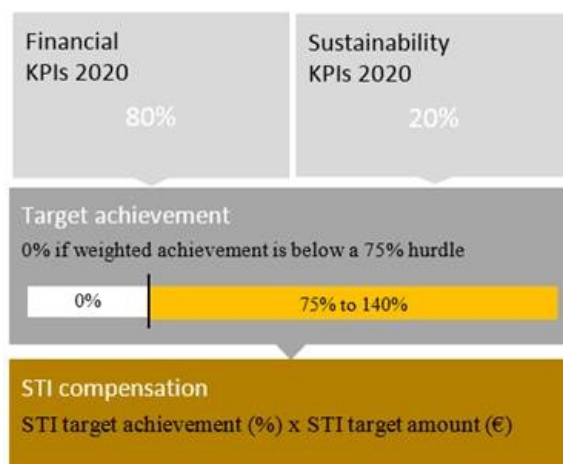 Financial
KPIs 2020
80%
Sustainability
KPIs 2020
20%
Target achievement
0% if weighted achievement is below a 75% hurdle
0%
75% to 140%
STI compensation
STI target achievement (%) x STI target amount (€)